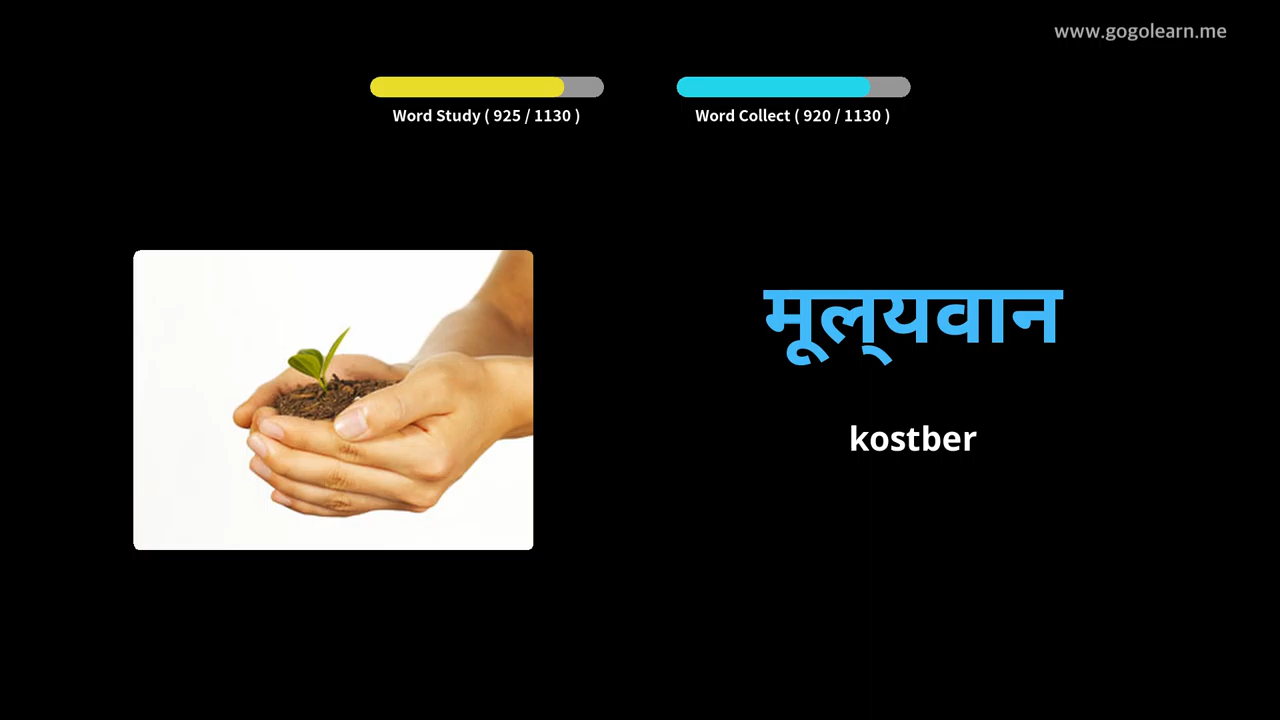 www.gogolearn.me
Word Study ( 925 / 1130 )
Word Collect ( 920 / 1130 )
मूल्‌यवान
kostber